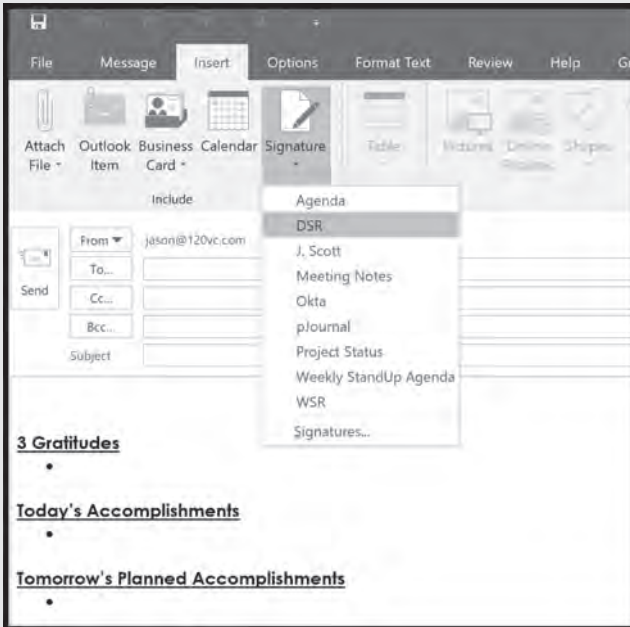 File Message Insert Options Format Text Review Help G
Attach Outlook Business Calendar Signature Table Pictures Shapes
File Item Card
Include
Agenda
DSR
J. Scott
Meeting Notes
Okta
pJournal
Project Status
Weekly StandUp Agenda
WSR
Signatures...
From jason@120vc.com
To...
Send
Cc...
Bcc...
Subject
3 Gratitudes
•
Today's Accomplishments
•
Tomorrow's Planned Accomplishments
•